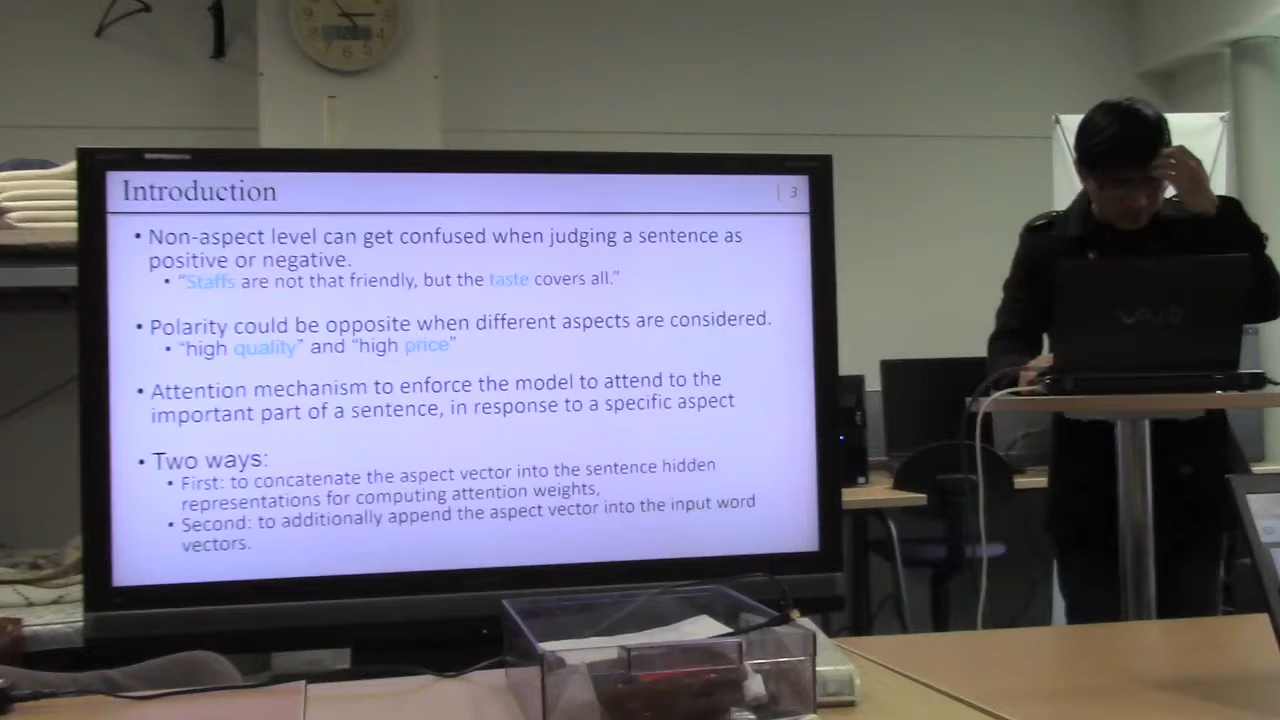 Introduction
| 3
• Non-aspect level can get confused when judging a sentence as
positive or negative.
• "Staffs are not that friendly, but the taste covers all."
• Polarity could be opposite when different aspects are considered.
• "high quality" and "high price"
• Attention mechanism to enforce the model to attend to the
important part of a sentence, in response to a specific aspect
• Two ways:
• First: to concatenate the aspect vector into the sentence hidden
representations for computing attention weights,
• Second: to additionally append the aspect vector into the input word
vectors.
VAIO